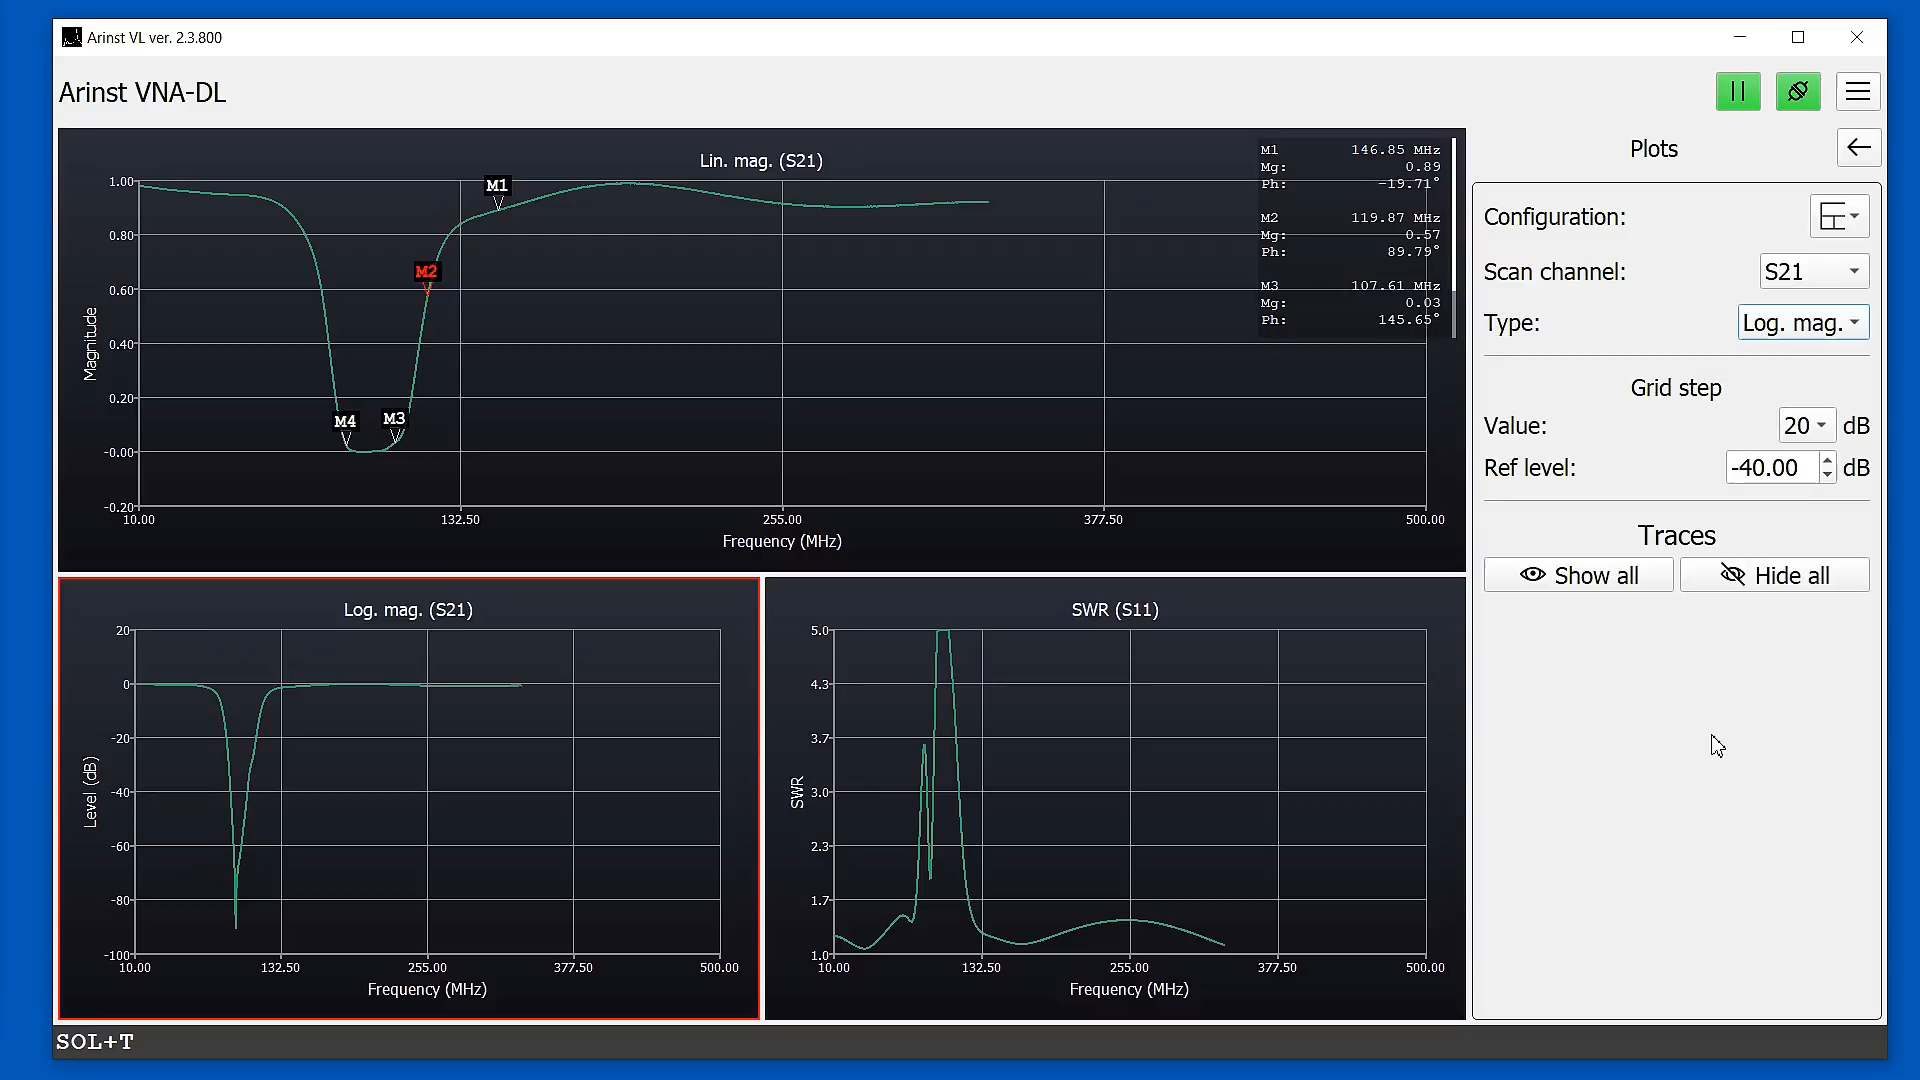 Arinst VL ver. 2.3.800
Arinst VNA-DL
Lin. mag. (S21)
M1 146.85 MHz
Mg: 0.89
Ph: -19.71°
M2 119.87 MHz
Mg: 0.57
Ph: 89.79°
M3 107.61 MHz
Mg: 0.03
Ph: 145.65°
M1
M2
M3
M4
Magnitude
1.00
0.80
0.60
0.40
0.20
-0.00
-0.20
10.00 132.50 255.00 377.50 500.00
Frequency (MHz)
Log. mag. (S21)
Level (dB)
20
0
-20
-40
-60
-80
-100
10.00 132.50 255.00 377.50 500.00
Frequency (MHz)
SWR (S11)
SWR
5.0
4.3
3.7
3.0
2.3
1.7
1.0
10.00 132.50 255.00 377.50 500.00
Frequency (MHz)
Plots
Configuration:
Scan channel: S21
Type: Log. mag.
Grid step
Value: 20 dB
Ref level: -40.00 dB
Traces
Show all Hide all
SOL+T